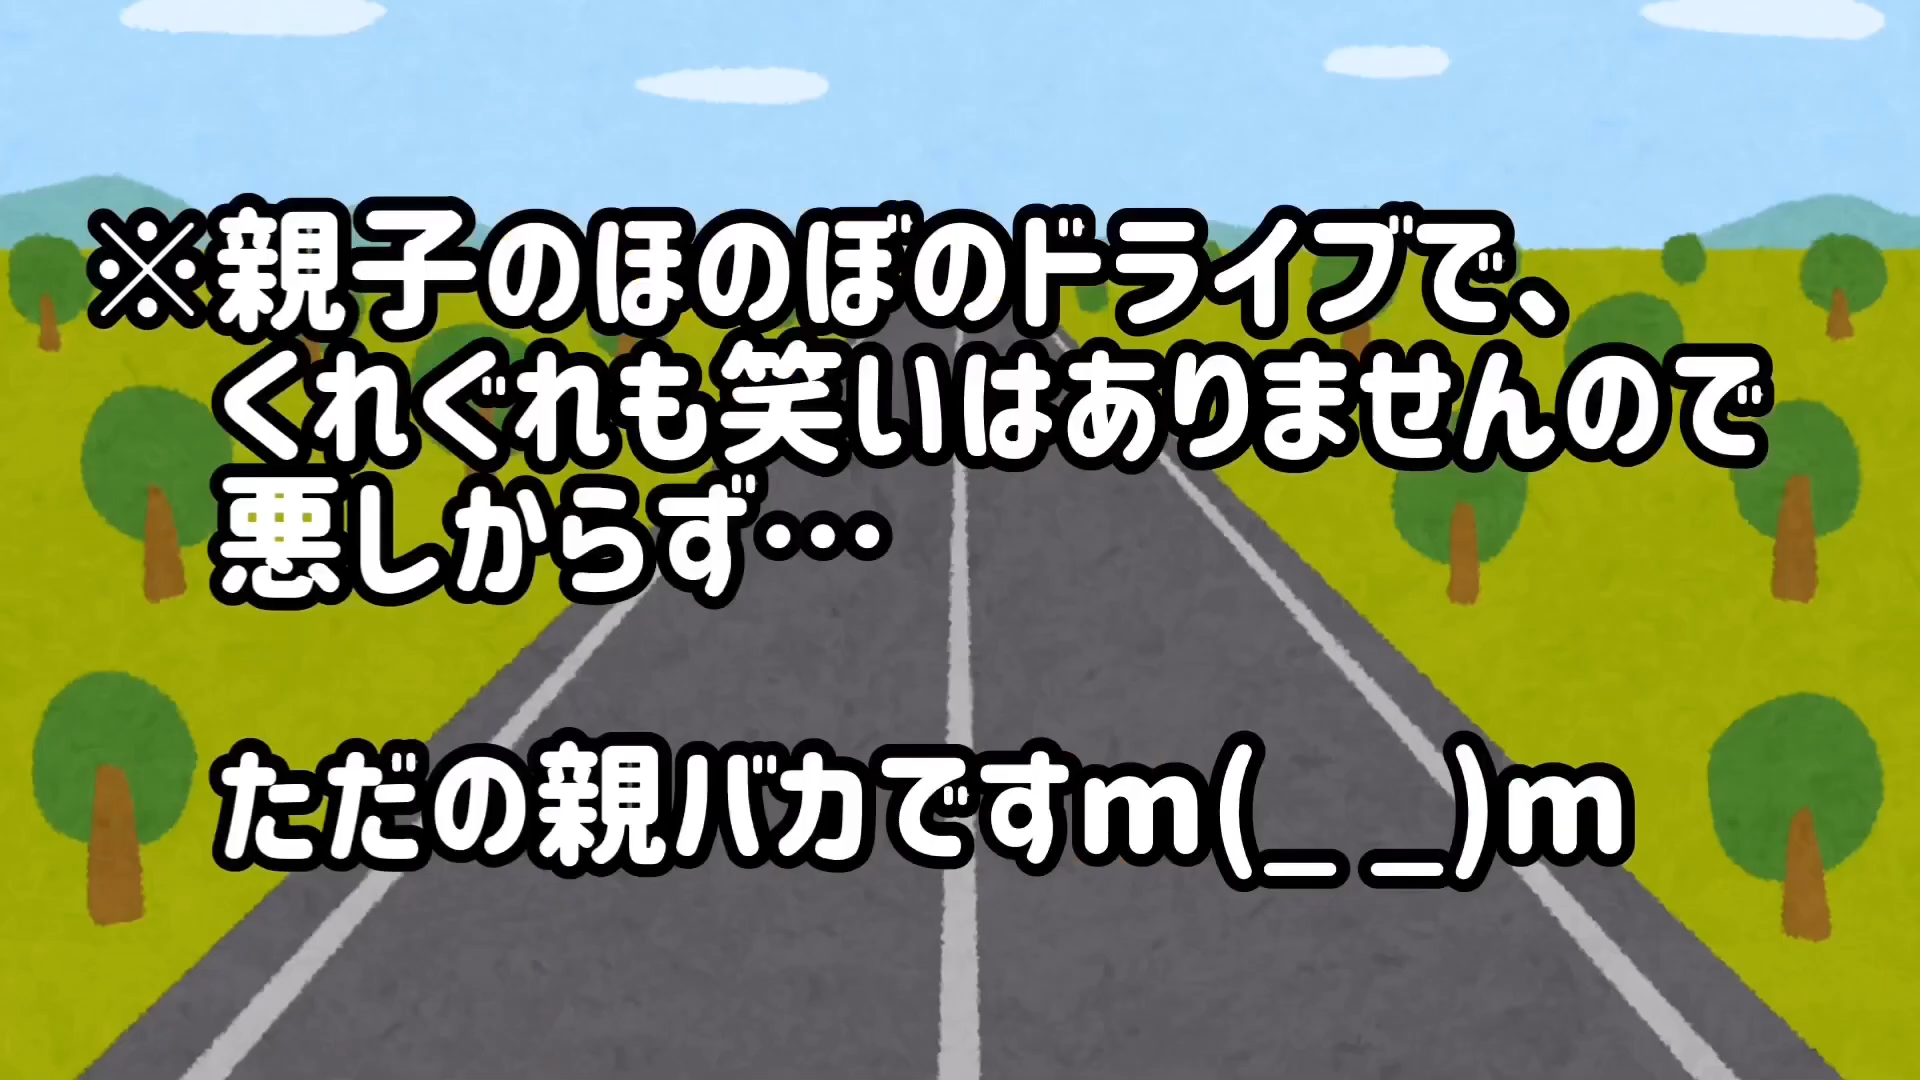 ※親子のほのぼのドライブで、
くれぐれも笑いはありませんので
悪しからず…
ただの親バカですm(_ _)m